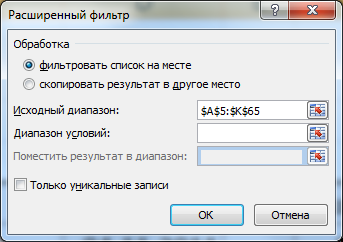 Расширенный фильтр
Обработка
фильтровать список на месте
скопировать результат в другое место
Исходный диапазон: $A$5:$K$65
Диапазон условий:
Поместить результат в диапазон:
Только уникальные записи
ОК Отмена